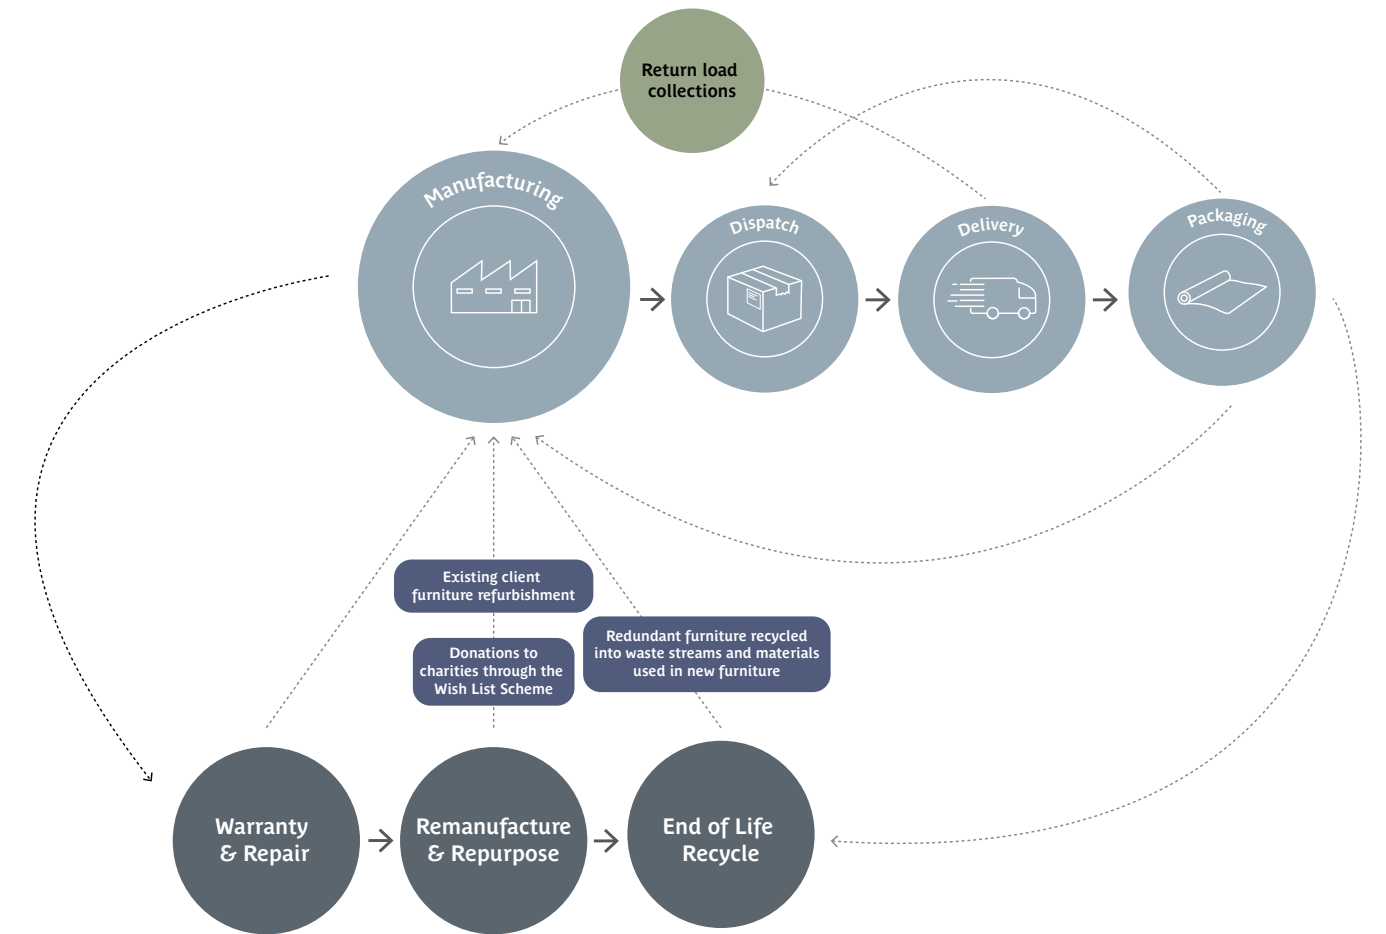 Return load
collections
Manufacturing
Dispatch
Delivery
Packaging
Existing client
furniture refurbishment
Donations to
charities through the
Wish List Scheme
Redundant furniture recycled
into waste streams and materials
used in new furniture
Warranty
& Repair
Remanufacture
& Repurpose
End of Life
Recycle